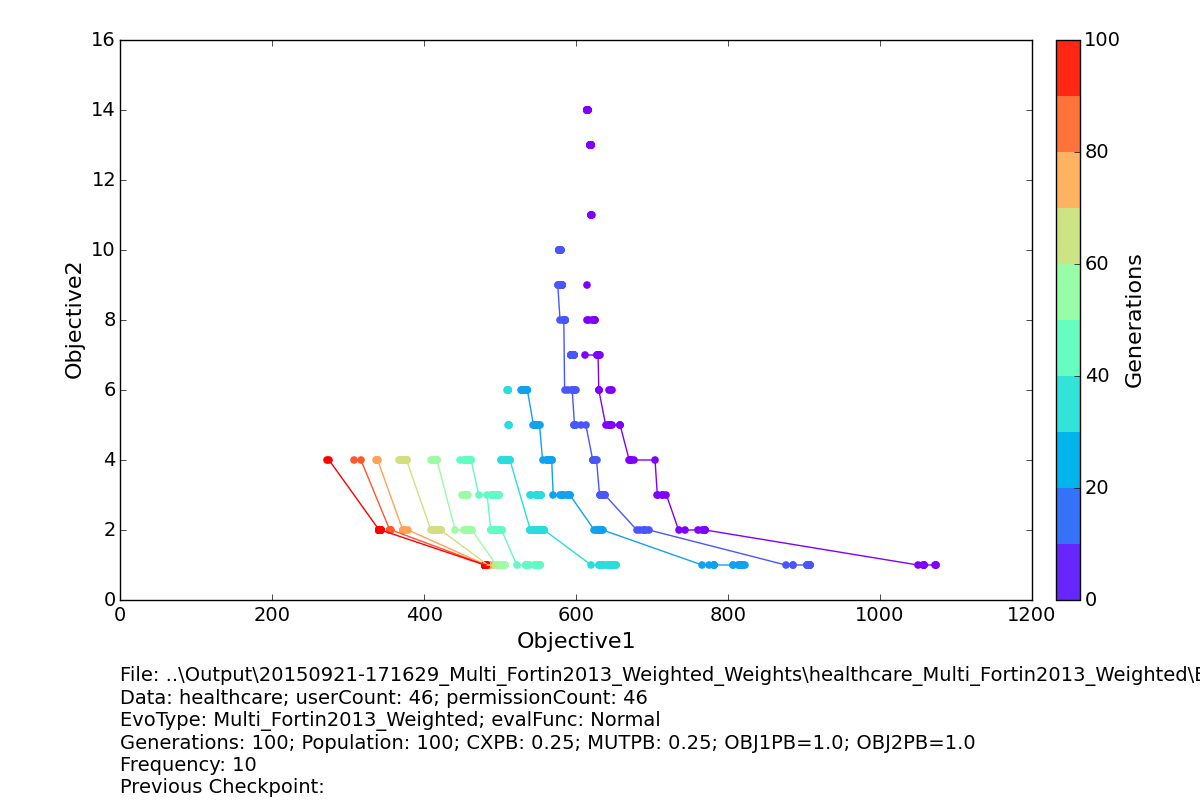 16
14
12
10
8
6
4
2
0
0 200 400 600 800 1000 1200
Objective2
Objective1
100
80
60
40
20
0
Generations
File: ..\Output\20150921-171629_Multi_Fortin2013_Weighted_Weights\healthcare_Multi_Fortin2013_Weighted\
Data: healthcare; userCount: 46; permissionCount: 46
EvoType: Multi_Fortin2013_Weighted; evalFunc: Normal
Generations: 100; Population: 100; CXPB: 0.25; MUTPB: 0.25; OBJ1PB=1.0; OBJ2PB=1.0
Frequency: 10
Previous Checkpoint: